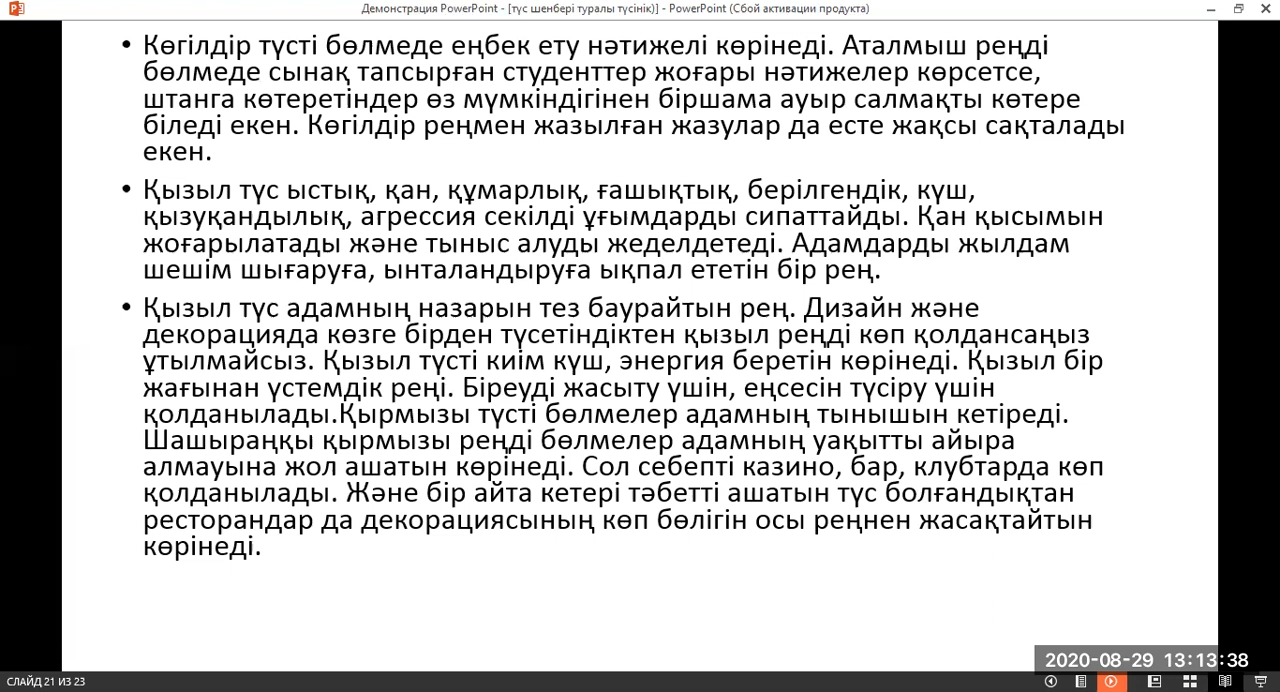 Демонстрация PowerPoint - [түс шенбері туралы түсінік)] - PowerPoint (Сбой активации продукта)
• Көгілдір түсті бөлмеде еңбек ету нәтижелі көрінеді. Аталмыш реңді
бөлмеде сынақ тапсырған студенттер жоғары нәтижелер көрсетсе,
штанга көтеретіндер өз мүмкіндігінен біршама ауыр салмақты көтере
біледі екен. Көгілдір реңмен жазылған жазулар да есте жақсы сақталады
екен.
• Қызыл түс ыстық, қан, құмарлық, ғашықтық, берілгендік, күш,
қызуқандылық, агрессия секілді ұғымдарды сипаттайды. Қан қысымын
жоғарылатады және тыныс алуды жеделдетеді. Адамдарды жылдам
шешім шығаруға, ынталандыруға ықпал ететін бір рең.
• Қызыл түс адамның назарын тез баурайтын рең. Дизайн және
декорацияда көзге бірден түсетіндіктен қызыл реңді көп қолдансаңыз
ұтылмайсыз. Қызыл түсті киім күш, энергия беретін көрінеді. Қызыл бір
жағынан үстемдік реңі. Біреуді жасыту үшін, еңсесін түсіру үшін
қолданылады.Қырмызы түсті бөлмелер адамның тынышын кетіреді.
Шашыраңқы қырмызы реңді бөлмелер адамның уақытты айыра
алмауына жол ашатын көрінеді. Сол себепті казино, бар, клубтарда көп
қолданылады. Және бір айта кетері тәбетті ашатын түс болғандықтан
ресторандар да декорациясының көп бөлігін осы реңнен жасақтайтын
көрінеді.
2020-08-29 13:13:38
СЛАЙД 21 ИЗ 23